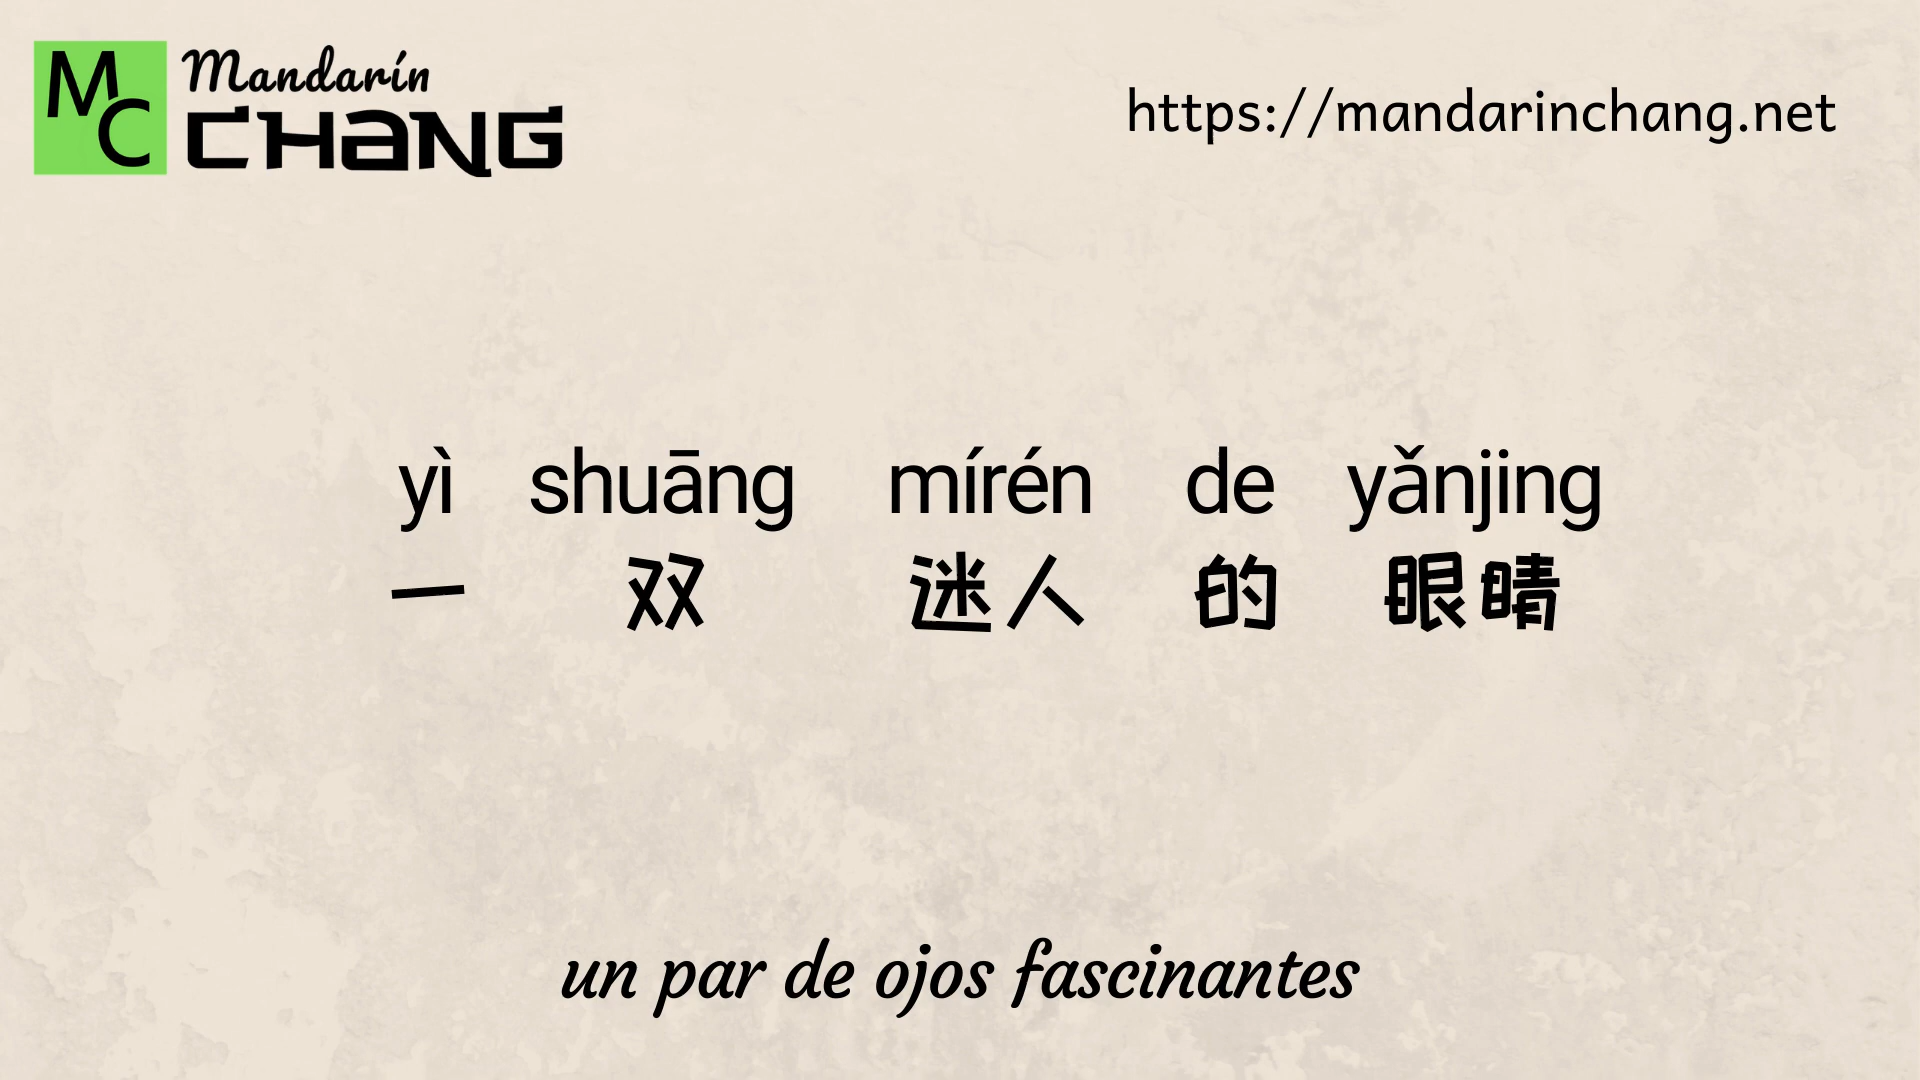 MC
Mandarín
CHANG
https://mandarinchang.net
yì shuāng mírén de yǎnjing
一 双 迷人 的 眼睛
un par de ojos fascinantes